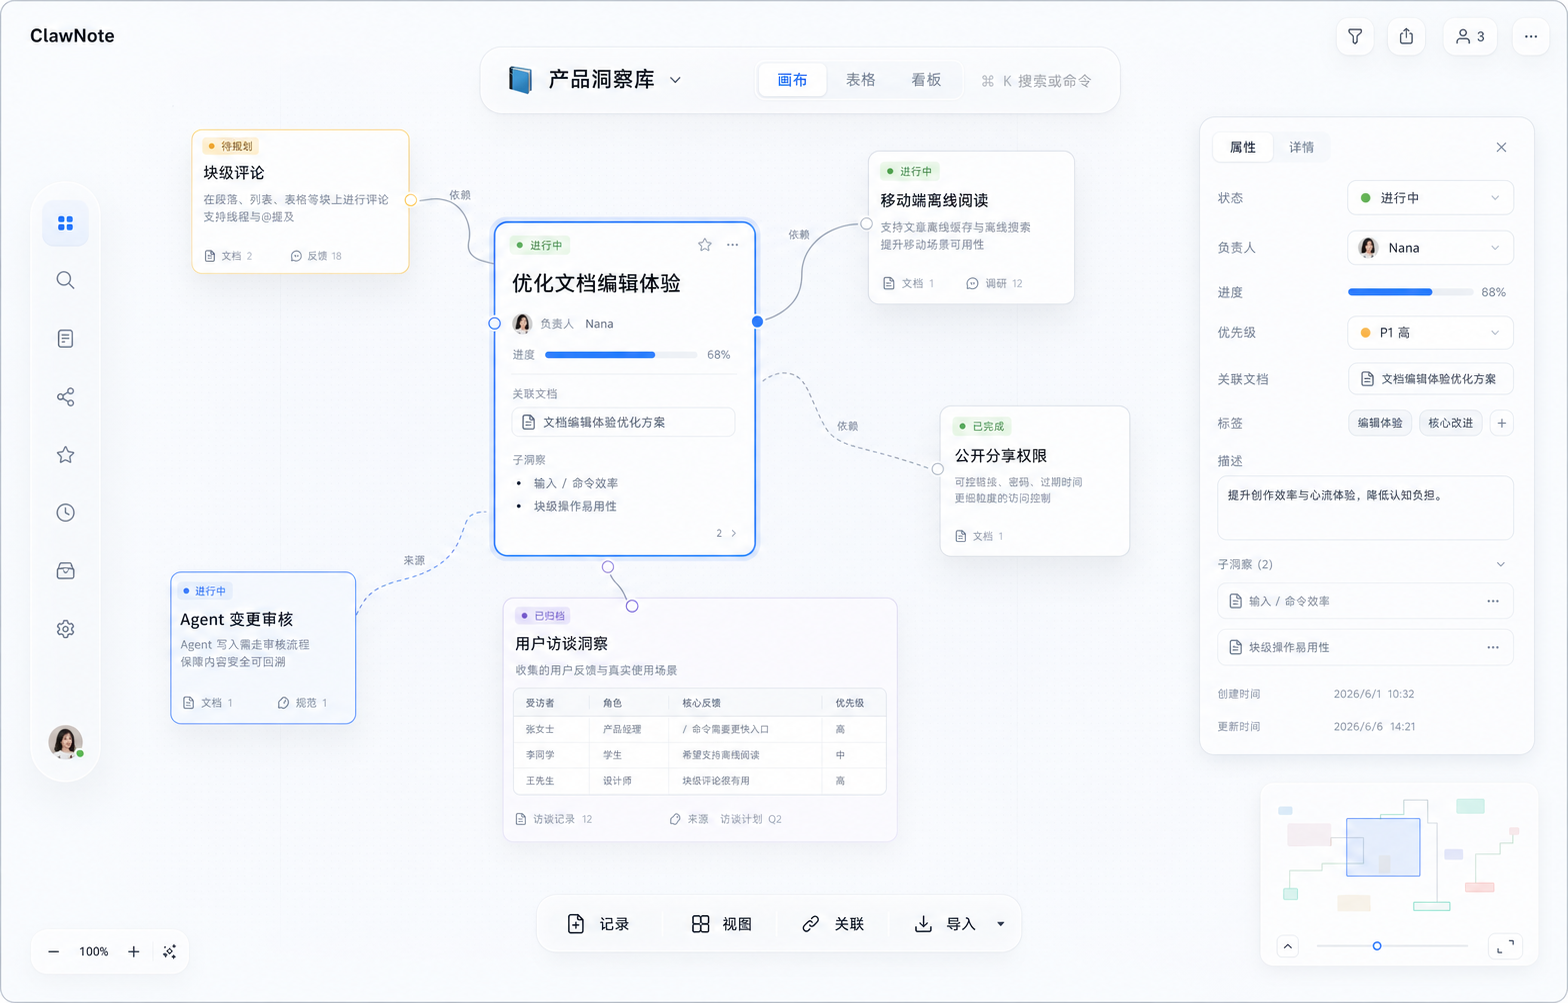 ClawNote
3
产品洞察库
画布 表格 看板
⌘ K 搜索或命令
待规划
块级评论
在段落、列表、表格等块上进行评论
支持线程与@提及
文档 2 反馈 18
依赖
进行中
优化文档编辑体验
负责人 Nana
进度 68%
关联文档
文档编辑体验优化方案
子洞察
• 输入 / 命令效率
• 块级操作易用性
2
依赖
进行中
移动端离线阅读
支持文章离线缓存与离线搜索
提升移动场景可用性
文档 1 调研 12
依赖
已完成
公开分享权限
可控链接、密码、过期时间
更细粒度的访问控制
文档 1
来源
进行中
Agent 变更审核
Agent 写入需走审核流程
保障内容安全可回溯
文档 1 规范 1
已归档
用户访谈洞察
收集的用户反馈与真实使用场景
受访者 角色 核心反馈 优先级
张女士 产品经理 / 命令需要更快入口 高
李同学 学生 希望支持离线阅读 中
王先生 设计师 块级评论很有用 高
访谈记录 12 来源 访谈计划 Q2
属性 详情
状态 进行中
负责人 Nana
进度 68%
优先级 P1 高
关联文档 文档编辑体验优化方案
标签 编辑体验 核心改进 +
描述
提升创作效率与心流体验，降低认知负担。
子洞察 (2)
输入 / 命令效率
块级操作易用性
创建时间 2026/6/1 10:32
更新时间 2026/6/6 14:21
100%
记录 视图 关联 导入